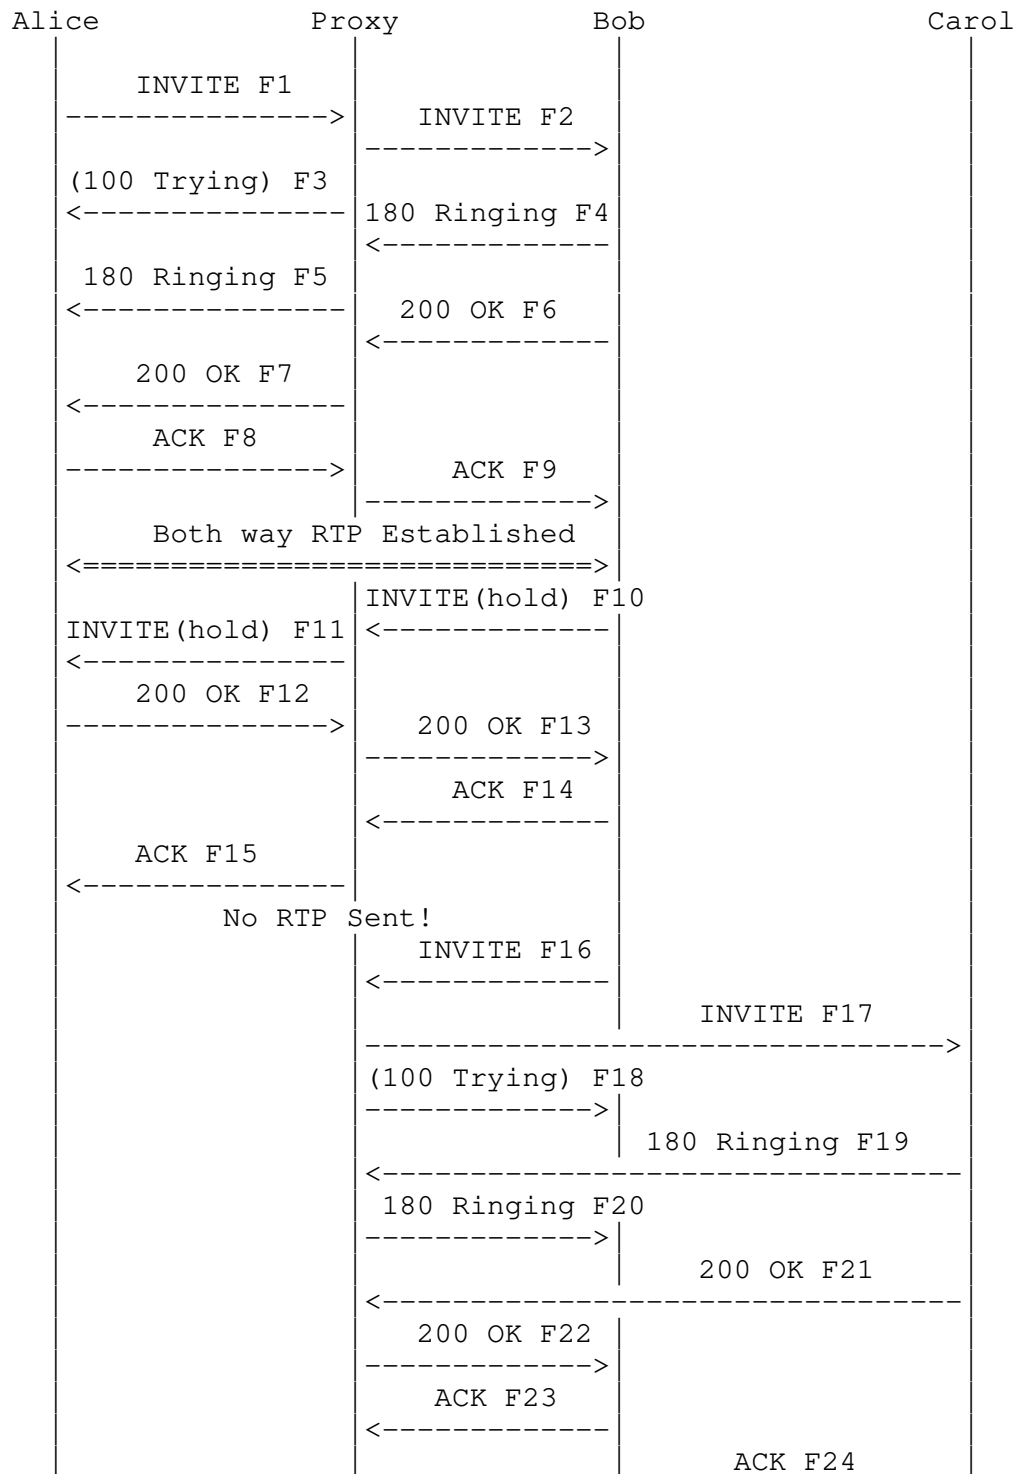 Alice Proxy Bob Carol
INVITE F1
INVITE F2
(100 Trying) F3
180 Ringing F4
180 Ringing F5
200 OK F6
200 OK F7
ACK F8
ACK F9
Both way RTP Established
INVITE(hold) F10
INVITE(hold) F11
200 OK F12
200 OK F13
ACK F14
ACK F15
No RTP Sent!
INVITE F16
INVITE F17
(100 Trying) F18
180 Ringing F19
180 Ringing F20
200 OK F21
200 OK F22
ACK F23
ACK F24